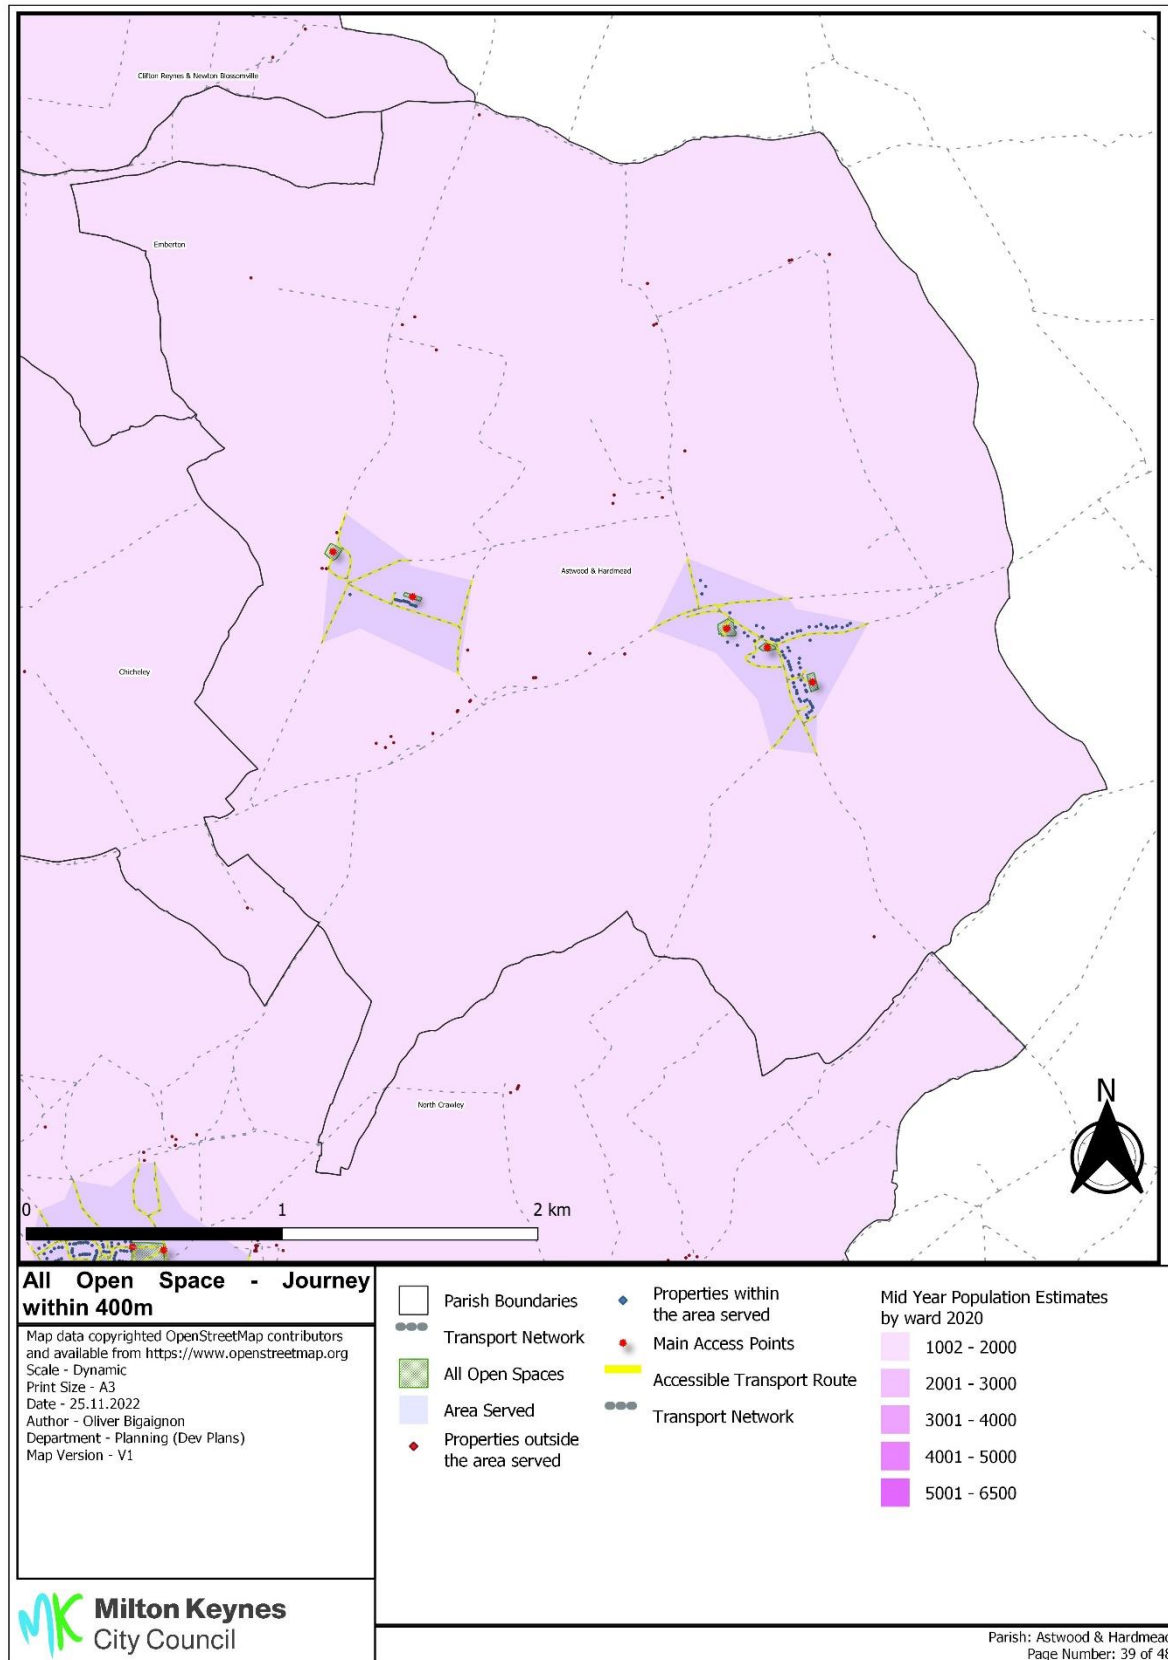 Clifton Reynes & Newton Blossomville
Emberton
Astwood & Hardmead
Chicheley
North Crawley
N
0 1 2 km
All Open Space - Journey
within 400m
Map data copyrighted OpenStreetMap contributors
and available from https://www.openstreetmap.org
Scale - Dynamic
Print Size - A3
Date - 25.11.2022
Author - Oliver Bigaignon
Department - Planning (Dev Plans)
Map Version - V1
MK
Milton Keynes
City Council
Parish Boundaries
Transport Network
All Open Spaces
Area Served
Properties outside
the area served
Properties within
the area served
Main Access Points
Accessible Transport Route
Transport Network
Mid Year Population Estimates
by ward 2020
1002 - 2000
2001 - 3000
3001 - 4000
4001 - 5000
5001 - 6500
Parish: Astwood & Hardmead
Page Number: 39 of 48